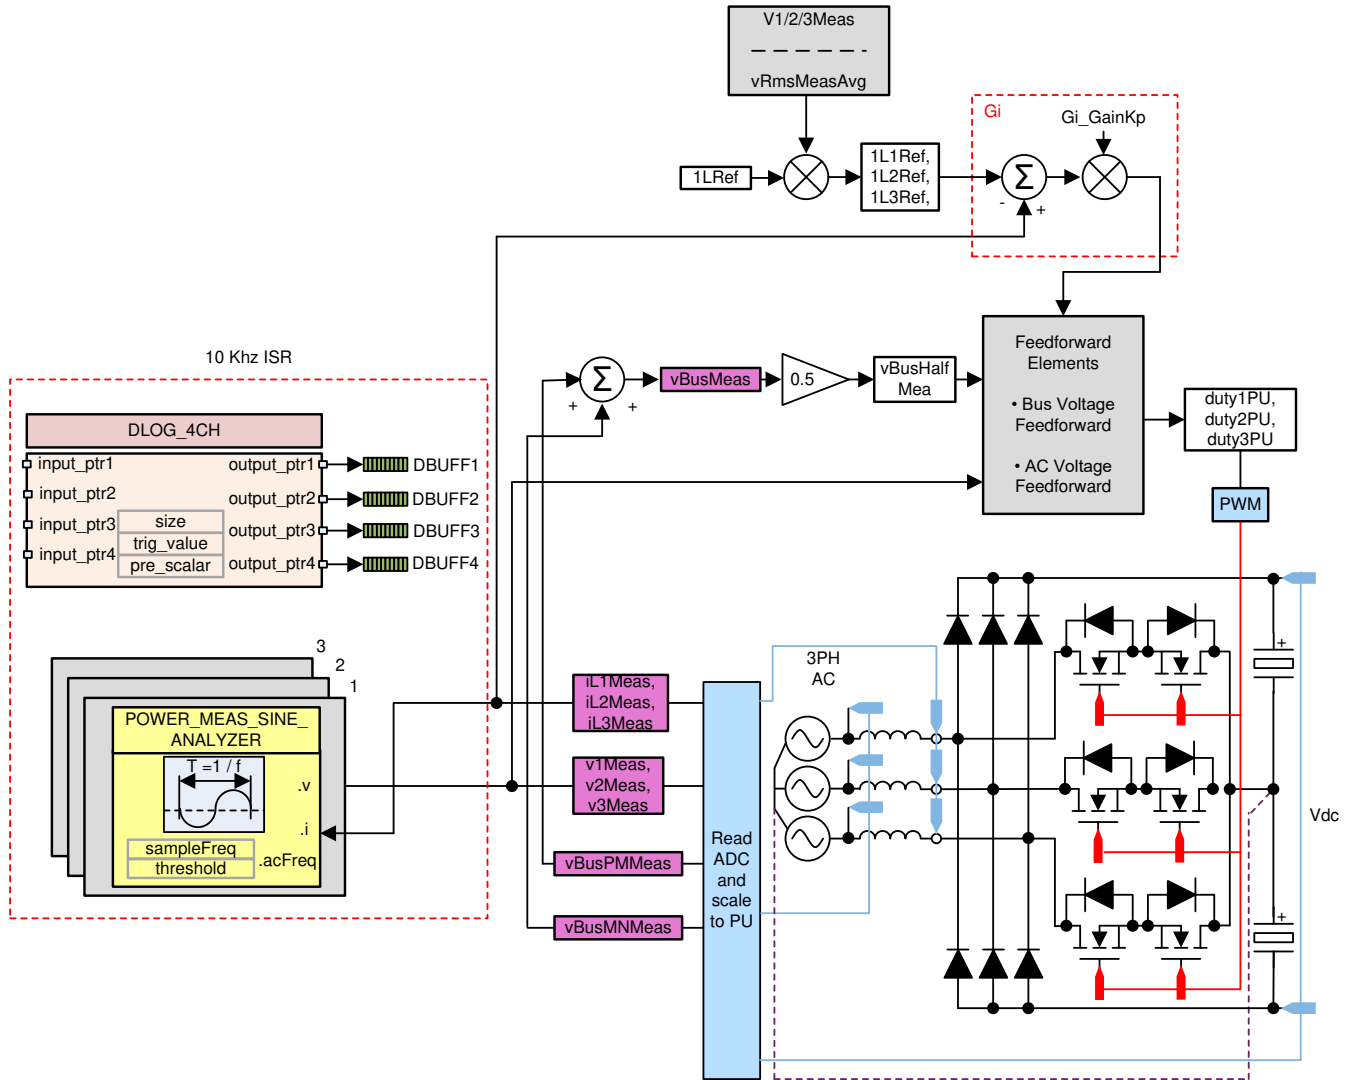 V1/2/3Meas
vRmsMeasAvg
Gi
Gi_GainKp
1LRef
1L1Ref,
1L2Ref,
1L3Ref,
Σ
-
+
10 Khz ISR
DLOG_4CH
input_ptr1
input_ptr2
input_ptr3
input_ptr4
size
trig_value
pre_scalar
output_ptr1
output_ptr2
output_ptr3
output_ptr4
DBUFF1
DBUFF2
DBUFF3
DBUFF4
Σ
+
+
vBusMeas
0.5
vBusHalf
Mea
Feedforward
Elements
• Bus Voltage
Feedforward
• AC Voltage
Feedforward
duty1PU,
duty2PU,
duty3PU
PWM
3
2
1
POWER_MEAS_SINE_
ANALYZER
T =1 / f
.v
.i
.acFreq
sampleFreq
threshold
iL1Meas,
iL2Meas,
iL3Meas
v1Meas,
v2Meas,
v3Meas
vBusPMMeas
vBusMNMeas
Read
ADC
and
scale
to PU
3PH
AC
+
+
Vdc